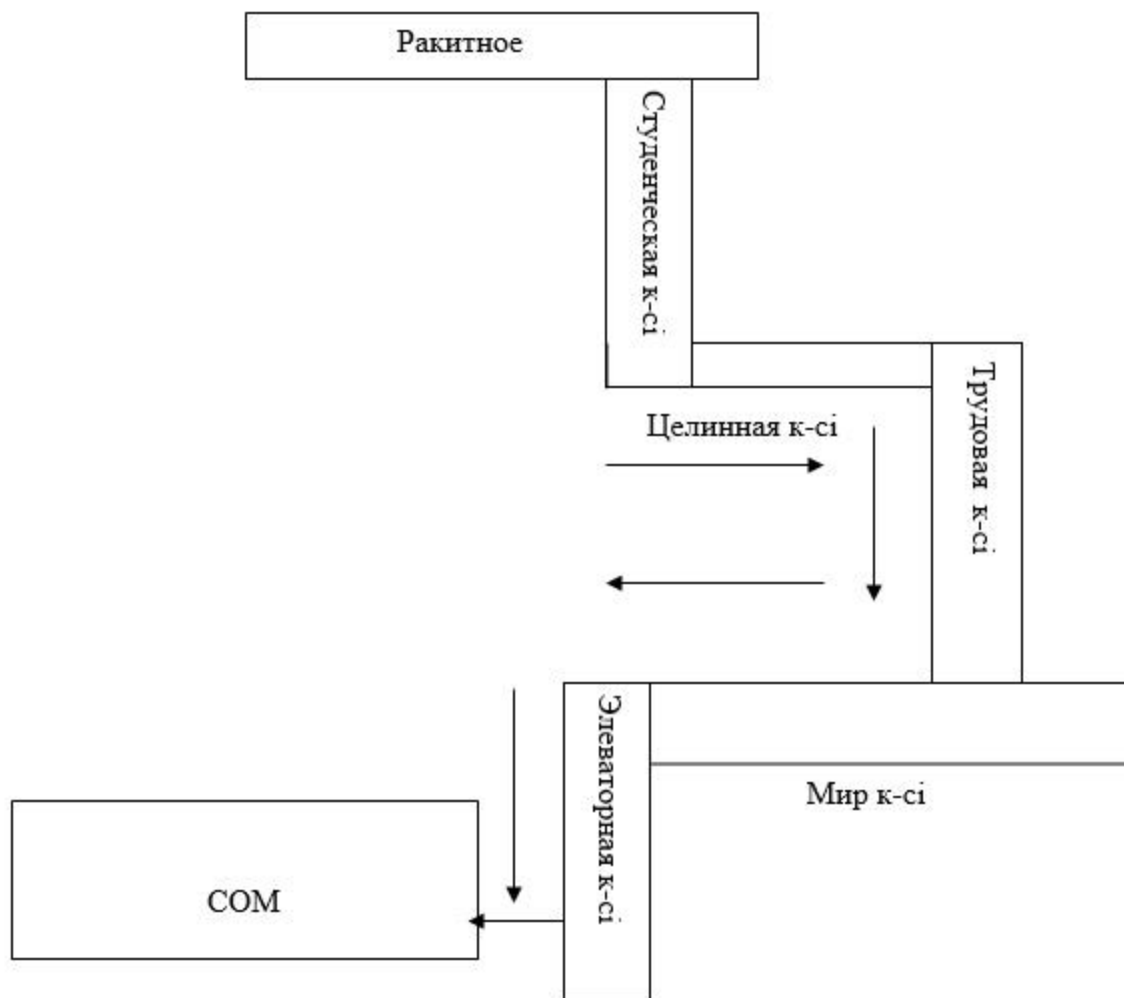 Ракитное
Студенческая к-сі
Целинная к-сі
Трудовая к-сі
Элеваторная к-сі
Мир к-сі
СОМ